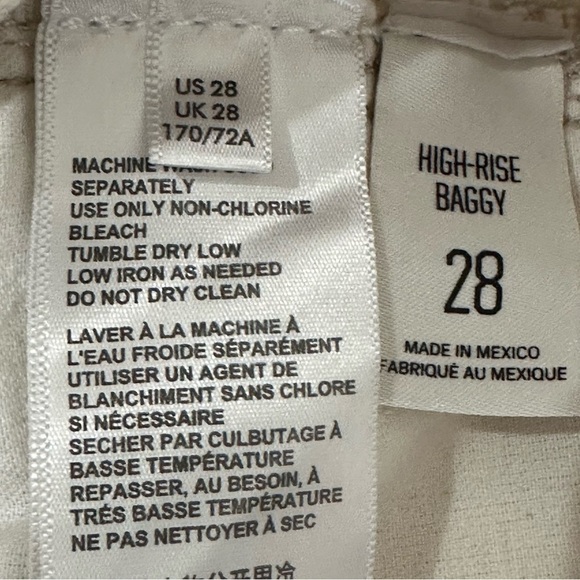 US 28
UK 28
170/72A
MACHINE
SEPARATELY
USE ONLY NON-CHLORINE
BLEACH
TUMBLE DRY LOW
LOW IRON AS NEEDED
DO NOT DRY CLEAN
LAVER À LA MACHINE À
L'EAU FROIDE SÉPARÉMENT
UTILISER UN AGENT DE
BLANCHIMENT SANS CHLORE
SI NÉCESSAIRE
SECHER PAR CULBUTAGE À
BASSE TEMPÉRATURE
REPASSER, AU BESOIN, À
TRÉS BASSE TEMPÉRATURE
NE PAS NETTOYER À SEC
HIGH-RISE
BAGGY
28
MADE IN MEXICO
FABRIQUÉ AU MEXIQUE